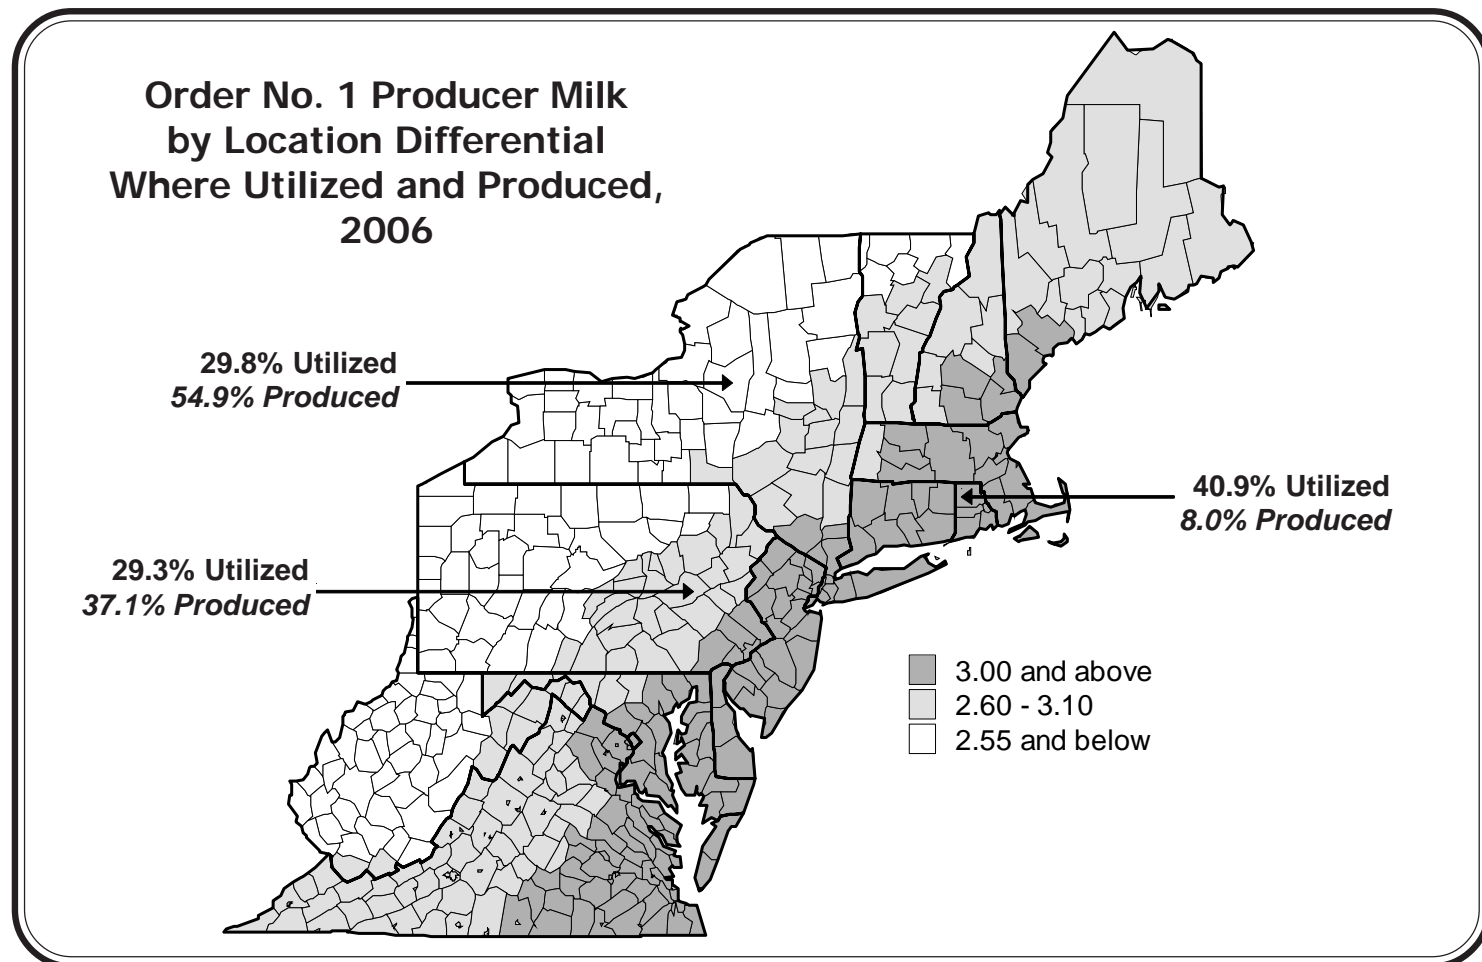 Order No. 1 Producer Milk
by Location Differential
Where Utilized and Produced,
2006
29.8% Utilized
54.9% Produced
40.9% Utilized
8.0% Produced
29.3% Utilized
37.1% Produced
3.00 and above
2.60 - 3.10
2.55 and below